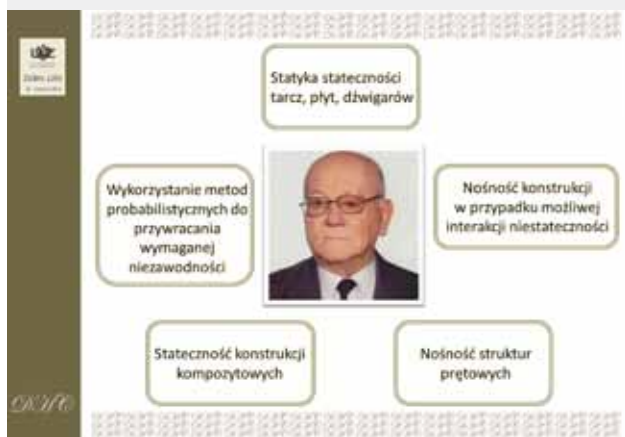 Statyka stateczności
tarcz, płyt, dźwigarów
Wykorzystanie metod
probabilistycznych do
przywracania
wymaganej
niezawodności
Nośność konstrukcji
w przypadku możliwej
interakcji niestateczności
Stateczność konstrukcji
kompozytowych
Nośność struktur
prętowych
DHC